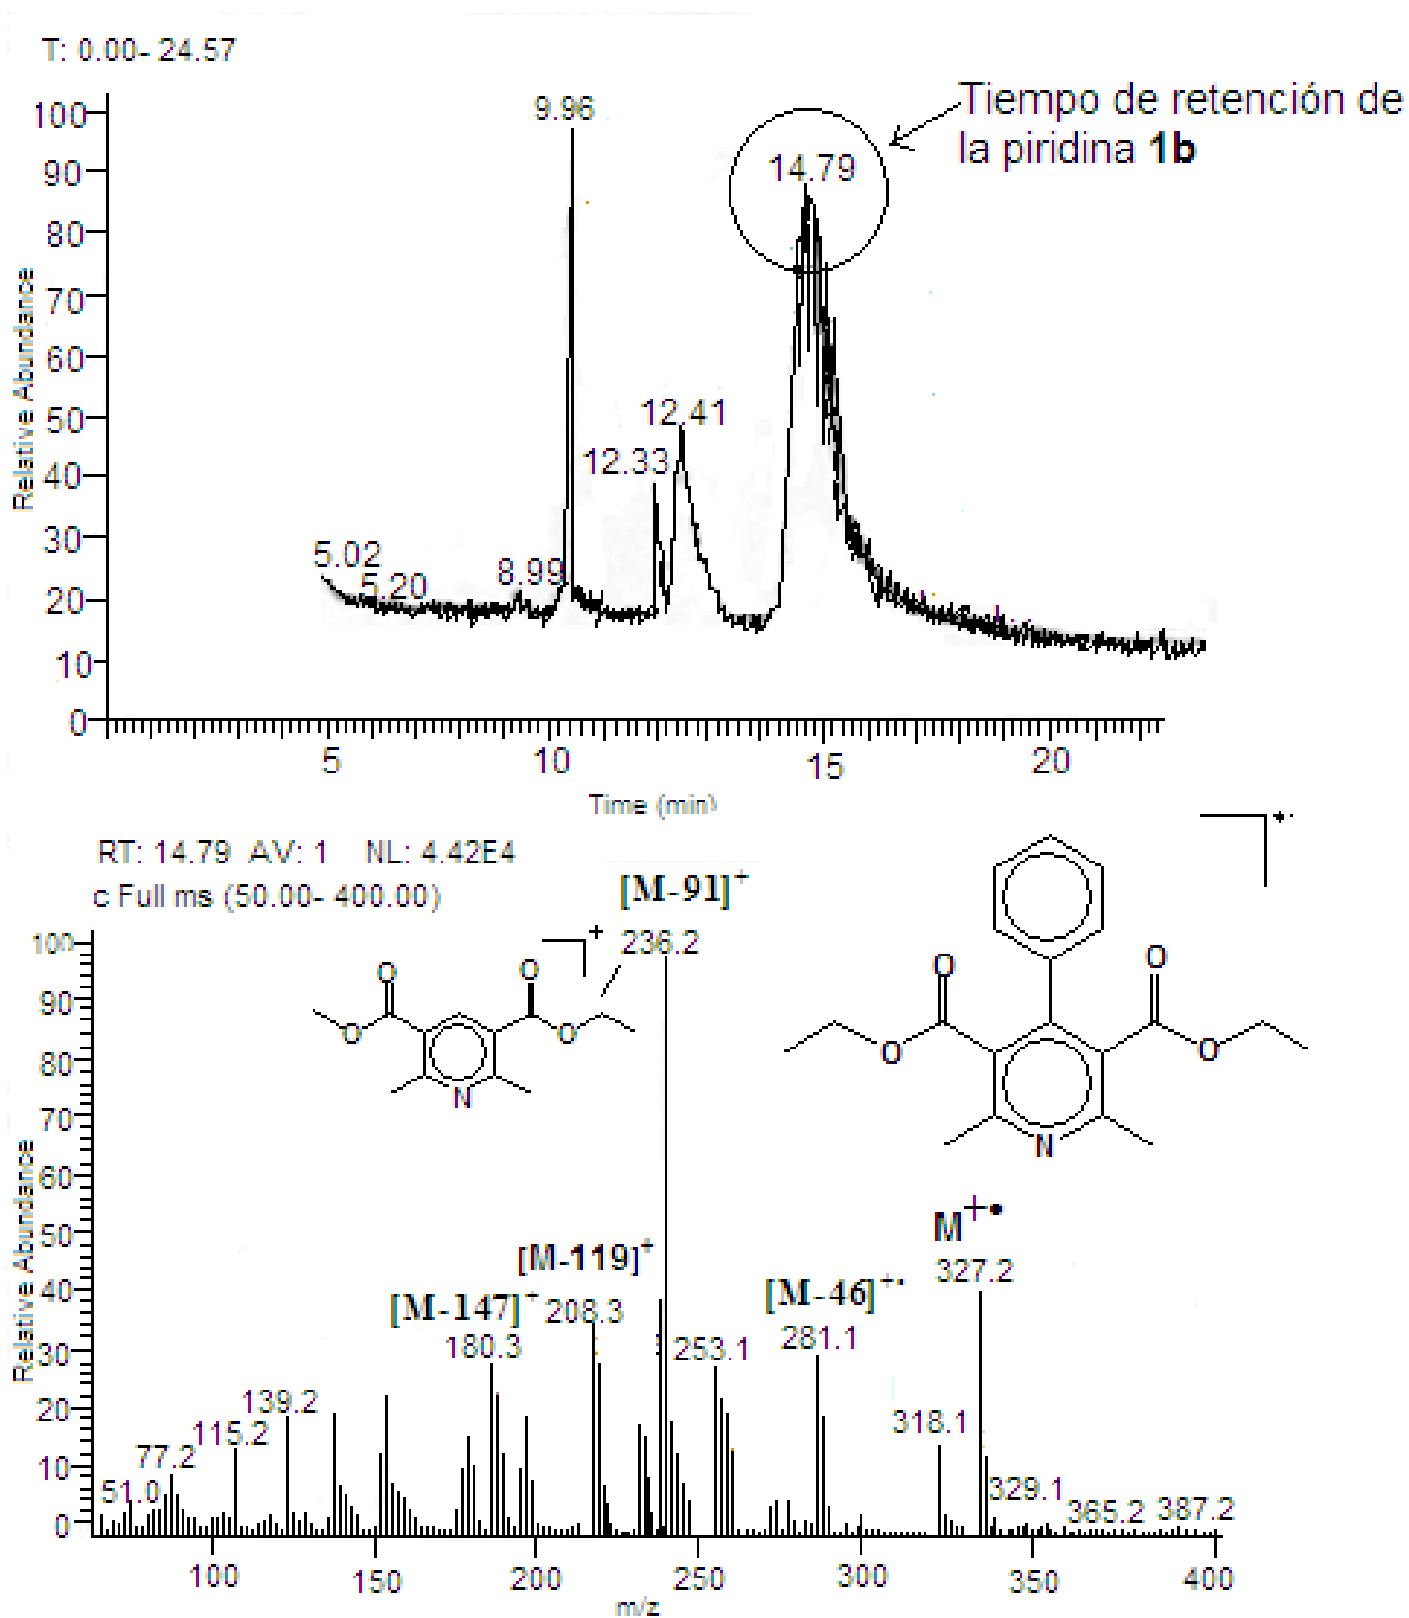 T: 0.00- 24.57
Tiempo de retención de
la piridina 1b
9.96
14.79
12.41
12.33
5.02
5.20
8.99
100
90
80
70
60
50
40
30
20
10
0
Relative Abundance
5 10 15 20
Time (min)
RT: 14.79 AV: 1 NL: 4.42E4
c Full ms (50.00- 400.00)
[M-91]+
236.2
+
O O
O O
N
+·
O O
O O
N
M+•
327.2
[M-119]+
208.3
[M-46]+·
281.1
[M-147]+
180.3
253.1
139.2
115.2
77.2
51.0
318.1
329.1
365.2
387.2
100
90
80
70
60
50
40
30
20
10
0
Relative Abundance
100 150 200 250 300 350 400
m/z